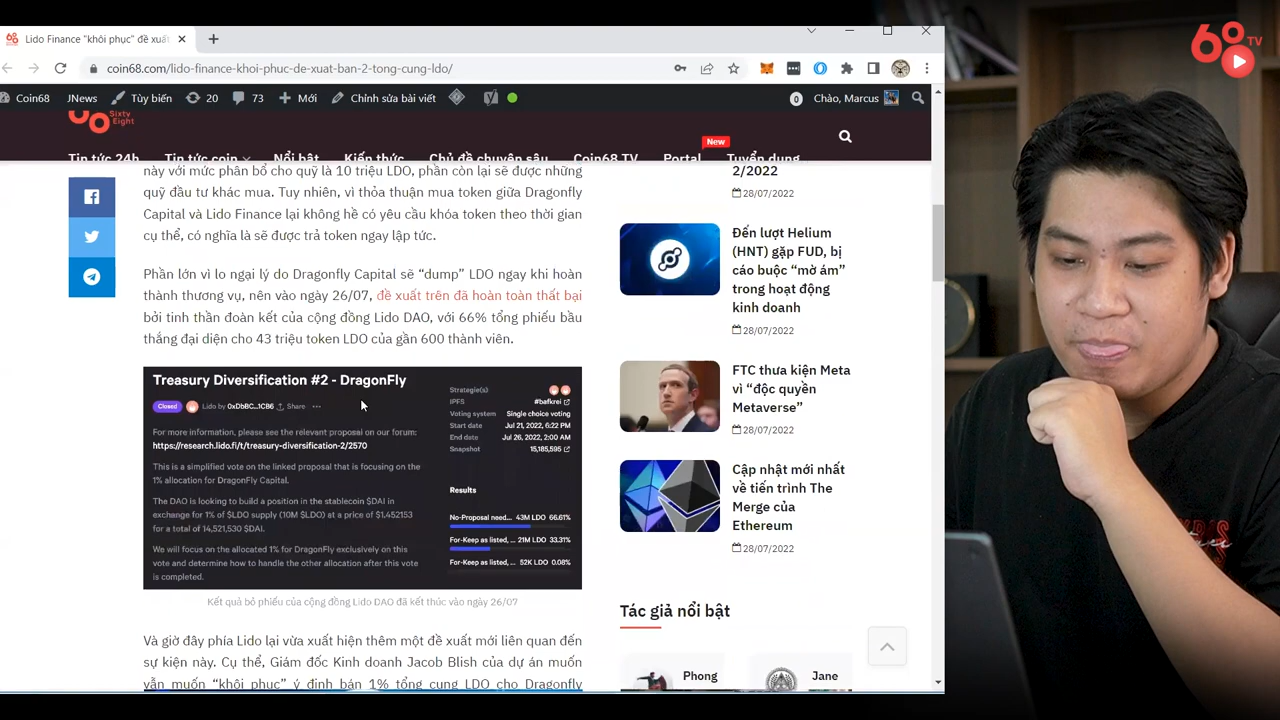 Lido Finance "khôi phục" đề xuấ
coin68.com/lido-finance-khoi-phuc-de-xuat-ban-2-tong-cung-ldo/
Coin68 JNews Tùy biến 20 73 Mới Chỉnh sửa bài viết 0 Chào, Marcus
Sixty
Eight
New
Tin tức 24h Tin tức coin Nổi bật Kiến thức Chủ đề chuyên sâu Coin68 TV Portal Tuyển dụng
này với mức phân bổ cho quỹ là 10 triệu LDO, phần còn lại sẽ được những
quỹ đầu tư khác mua. Tuy nhiên, vì thỏa thuận mua token giữa Dragonfly
Capital và Lido Finance lại không hề có yêu cầu khóa token theo thời gian
cụ thể, có nghĩa là sẽ được trả token ngay lập tức.
Phần lớn vì lo ngại lý do Dragonfly Capital sẽ “dump” LDO ngay khi hoàn
thành thương vụ, nên vào ngày 26/07, đề xuất trên đã hoàn toàn thất bại
bởi tinh thần đoàn kết của cộng đồng Lido DAO, với 66% tổng phiếu bầu
thắng đại diện cho 43 triệu token LDO của gần 600 thành viên.
Treasury Diversification #2 - DragonFly
Closed Lido by 0xDbBC...1CB6 Share ...
For more information, please see the relevant proposal on our forum:
https://research.lido.fi/t/treasury-diversification-2/2570
This is a simplified vote on the linked proposal that is focusing on the
1% allocation for DragonFly Capital.
The DAO is looking to build a position in the stablecoin $DAI in
exchange for 1% of $LDO supply (10M $LDO) at a price of $1,452153
for a total of 14,521,530 $DAI.
We will focus on the allocated 1% for DragonFly exclusively on this
vote and determine how to handle the other allocation after this vote
is completed.
Strategie(s)
IPFS #bafkrei
Voting system Single choice voting
Start date Jul 21, 2022, 6:22 PM
End date Jul 26, 2022, 2:00 AM
Snapshot 15,185,595
Results
No-Proposal need... 43M LDO 66.61%
For-Keep as listed, ... 21M LDO 33.31%
For-Keep as listed, ... 52K LDO 0.08%
Kết quả bỏ phiếu của cộng đồng Lido DAO đã kết thúc vào ngày 26/07
Và giờ đây phía Lido lại vừa xuất hiện thêm một đề xuất mới liên quan đến
sự kiện này. Cụ thể, Giám đốc Kinh doanh Jacob Blish của dự án muốn
vẫn muốn “khôi phục” ý định bán 1% tổng cung LDO cho Dragonfly
2/2022
28/07/2022
Đến lượt Helium
(HNT) gặp FUD, bị
cáo buộc “mờ ám”
trong hoạt động
kinh doanh
28/07/2022
FTC thưa kiện Meta
vì “độc quyền
Metaverse”
28/07/2022
Cập nhật mới nhất
về tiến trình The
Merge của
Ethereum
28/07/2022
Tác giả nổi bật
Phong
Jane
68 TV